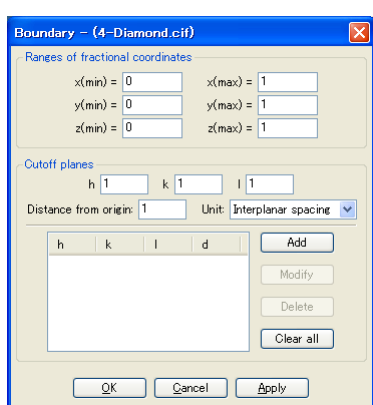 Boundary - (4-Diamond.cif)
Ranges of fractional coordinates
x(min) = 0 x(max) = 1
y(min) = 0 y(max) = 1
z(min) = 0 z(max) = 1
Cutoff planes
h 1 k 1 l 1
Distance from origin: 1 Unit: Interplanar spacing
h k l d
Add
Modify
Delete
Clear all
OK Cancel Apply